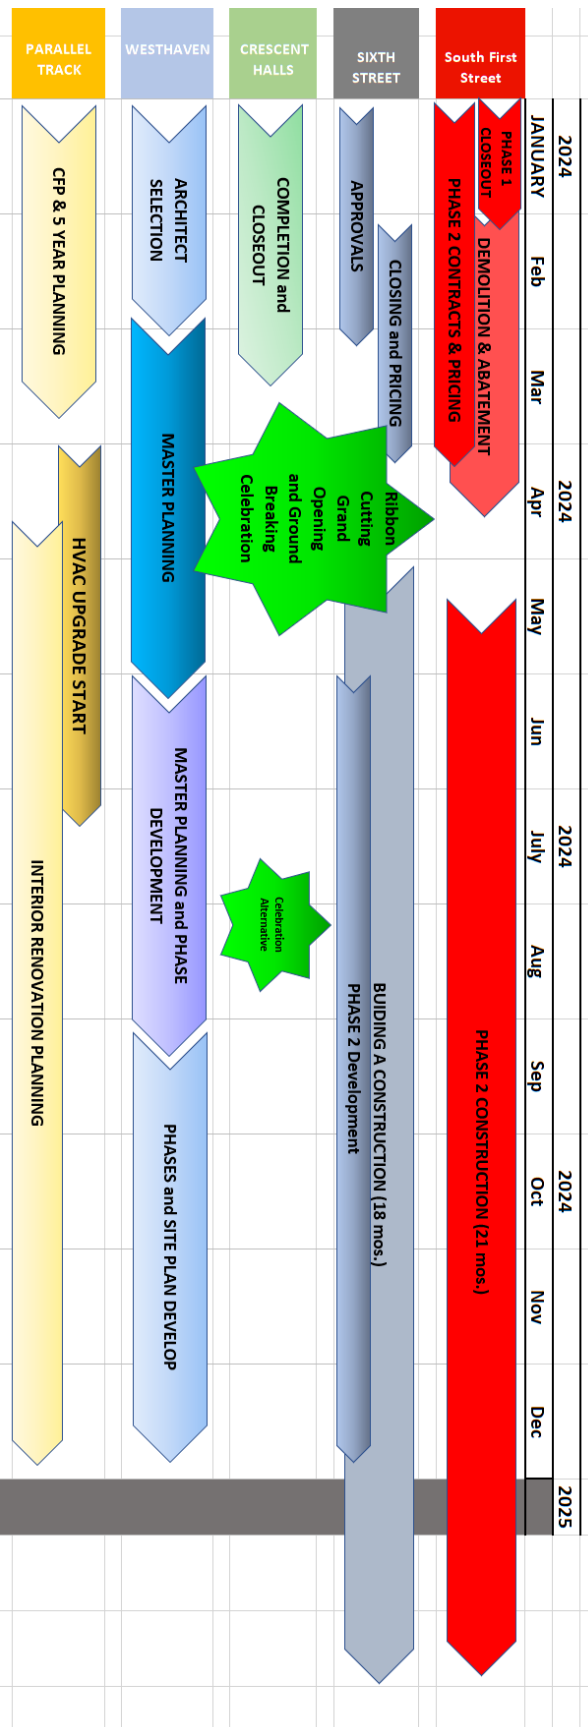 PARALLEL
TRACK
WESTHAVEN
CRESCENT
HALLS
SIXTH
STREET
South First
Street
2024
2024
2024
2024
2025
JANUARY
Feb
Mar
Apr
May
Jun
July
Aug
Sep
Oct
Nov
Dec
PHASE 1
CLOSEOUT
DEMOLITION & ABATEMENT
PHASE 2 CONTRACTS & PRICING
PHASE 2 CONSTRUCTION (21 mos.)
CLOSING and PRICING
APPROVALS
BUIDING A CONSTRUCTION (18 mos.)
PHASE 2 Development
COMPLETION and
CLOSEOUT
Ribbon
Cutting
Grand
Opening
and Ground
Breaking
Celebration
Celebration
Alternative
ARCHITECT
SELECTION
MASTER PLANNING
MASTER PLANNING and PHASE
DEVELOPMENT
PHASES and SITE PLAN DEVELOP
CFP & 5 YEAR PLANNING
HVAC UPGRADE START
INTERIOR RENOVATION PLANNING